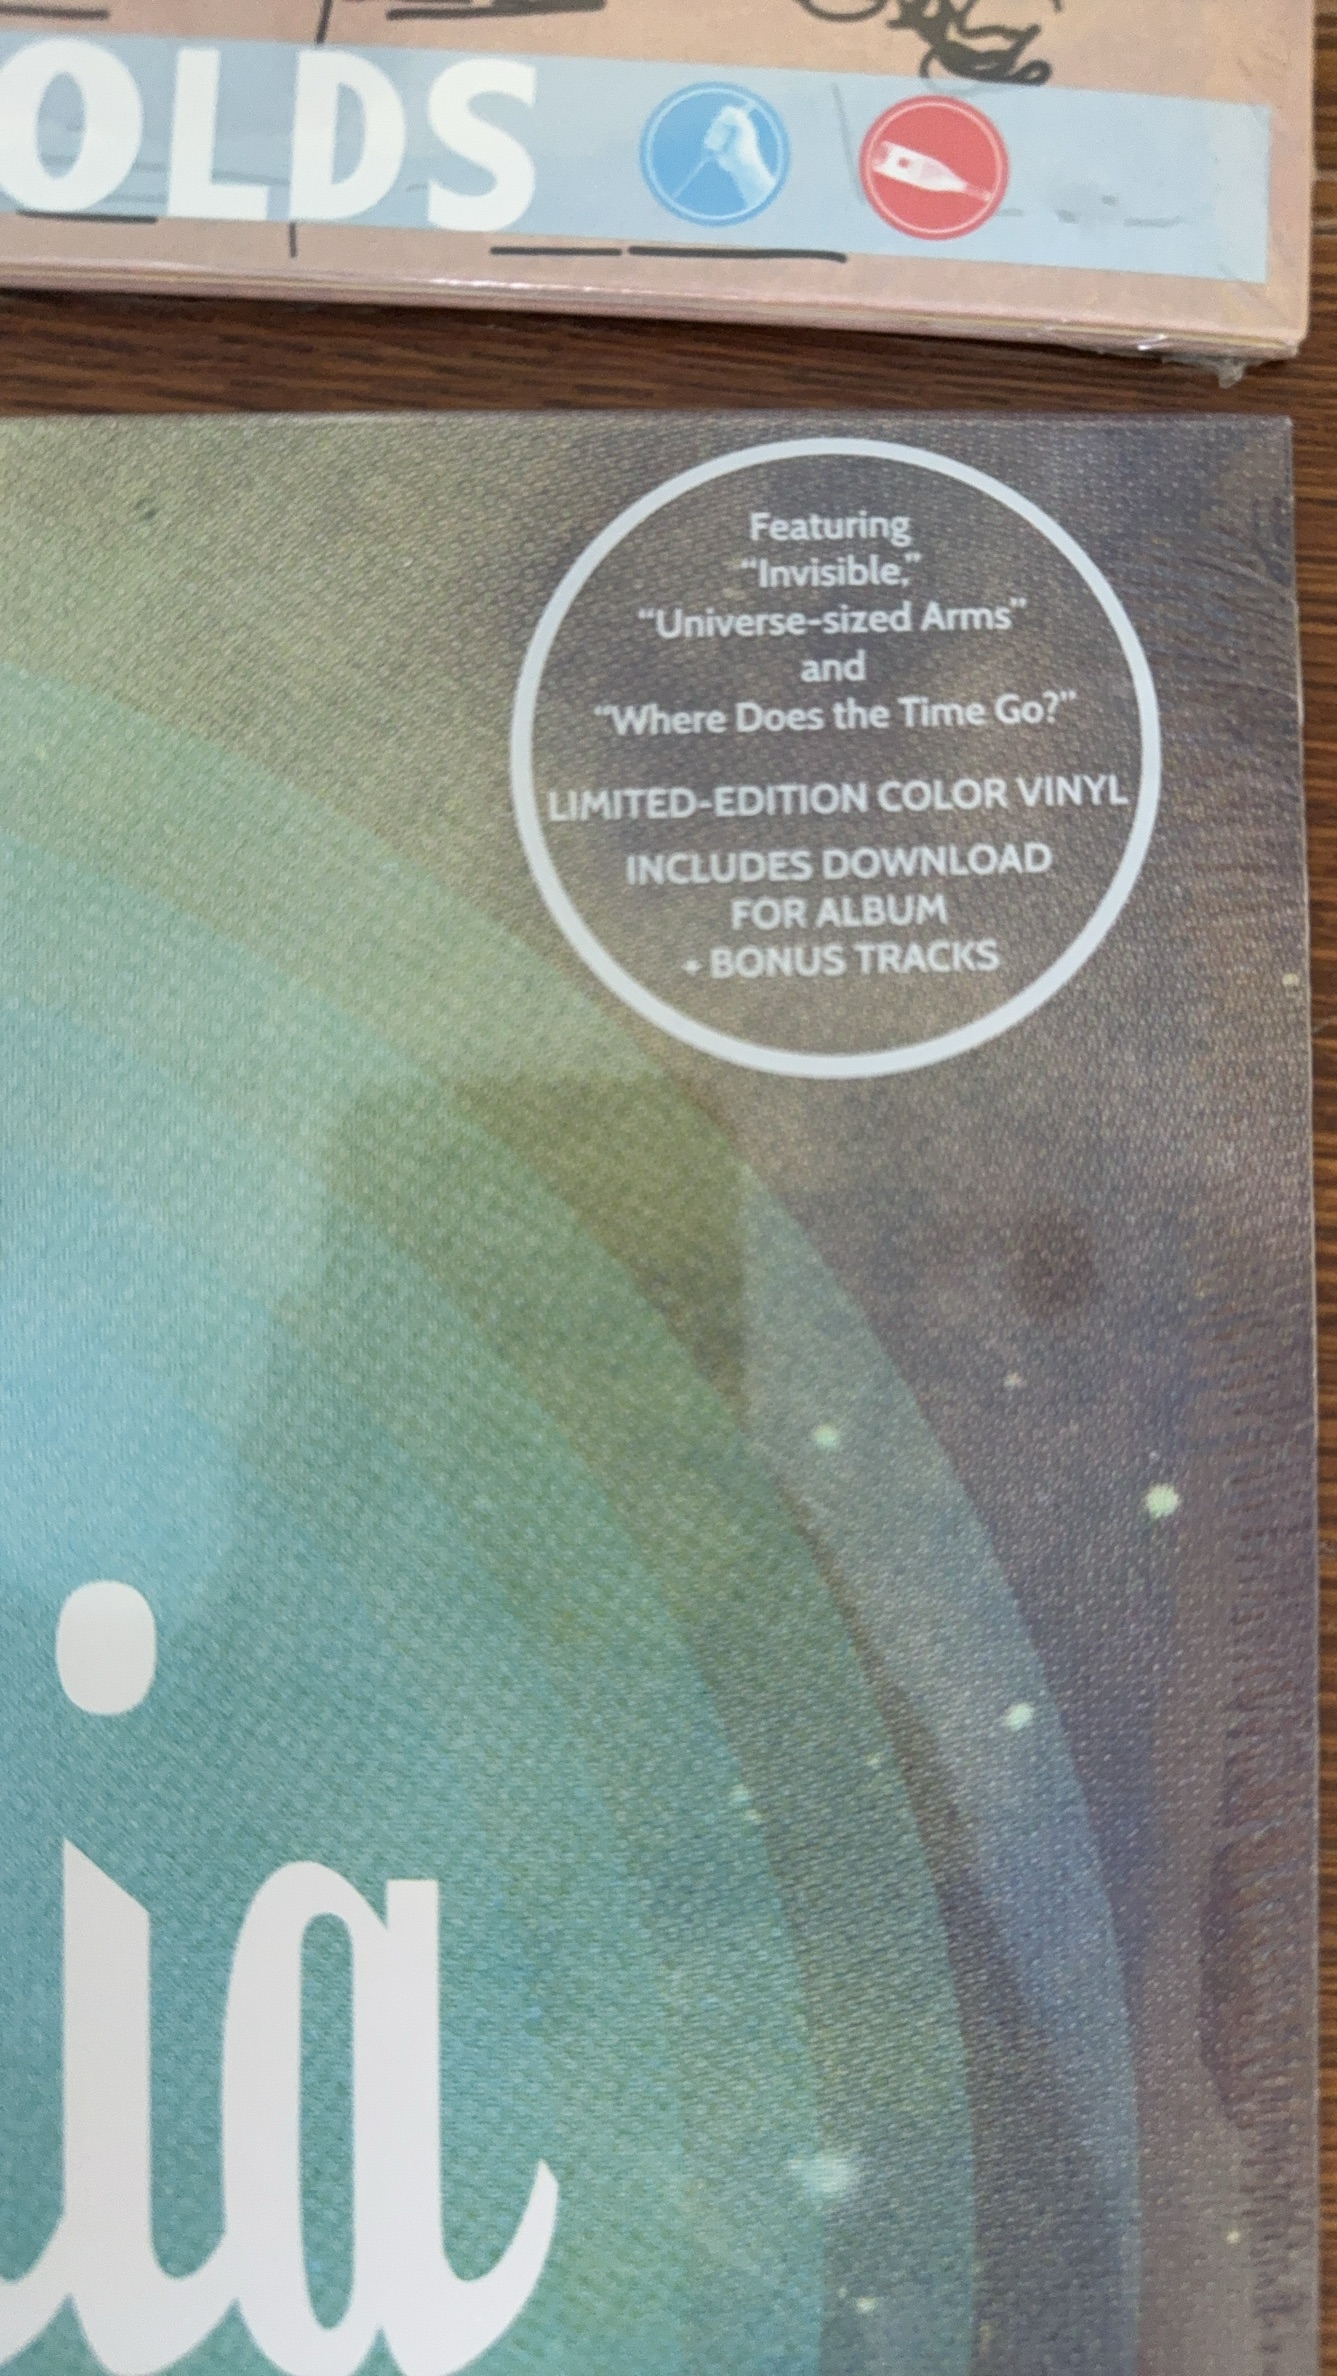 OLDS
Featuring
“Invisible,”
“Universe-sized Arms”
and
“Where Does the Time Go?”
LIMITED-EDITION COLOR VINYL
INCLUDES DOWNLOAD
FOR ALBUM
+ BONUS TRACKS
ia